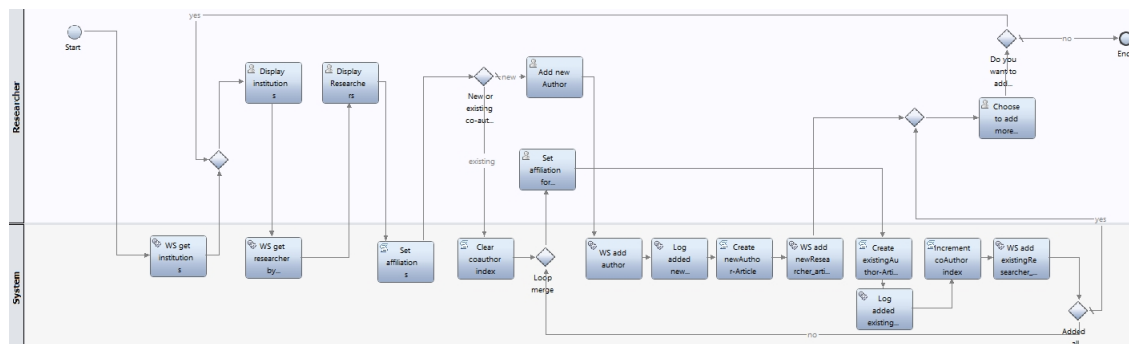 yes
Start
Researcher
Display
institution
s
Display
Researche
rs
new
New or
existing
co-aut...
Add new
Author
existing
Set
affiliation
for...
Do you
want to
add...
no
End
Choose
to add
more...
System
WS get
institution
s
WS get
researcher
by...
Set
affiliation
s
Clear
coauthor
index
Loop
merge
WS add
author
Log
added
new...
Create
newAutho
r-Article
WS add
newResea
rcher_arti...
Create
existingAu
thor-Arti...
Log
added
existing...
Increment
coAuthor
index
WS add
existingRe
searcher_...
yes
Added
all
no